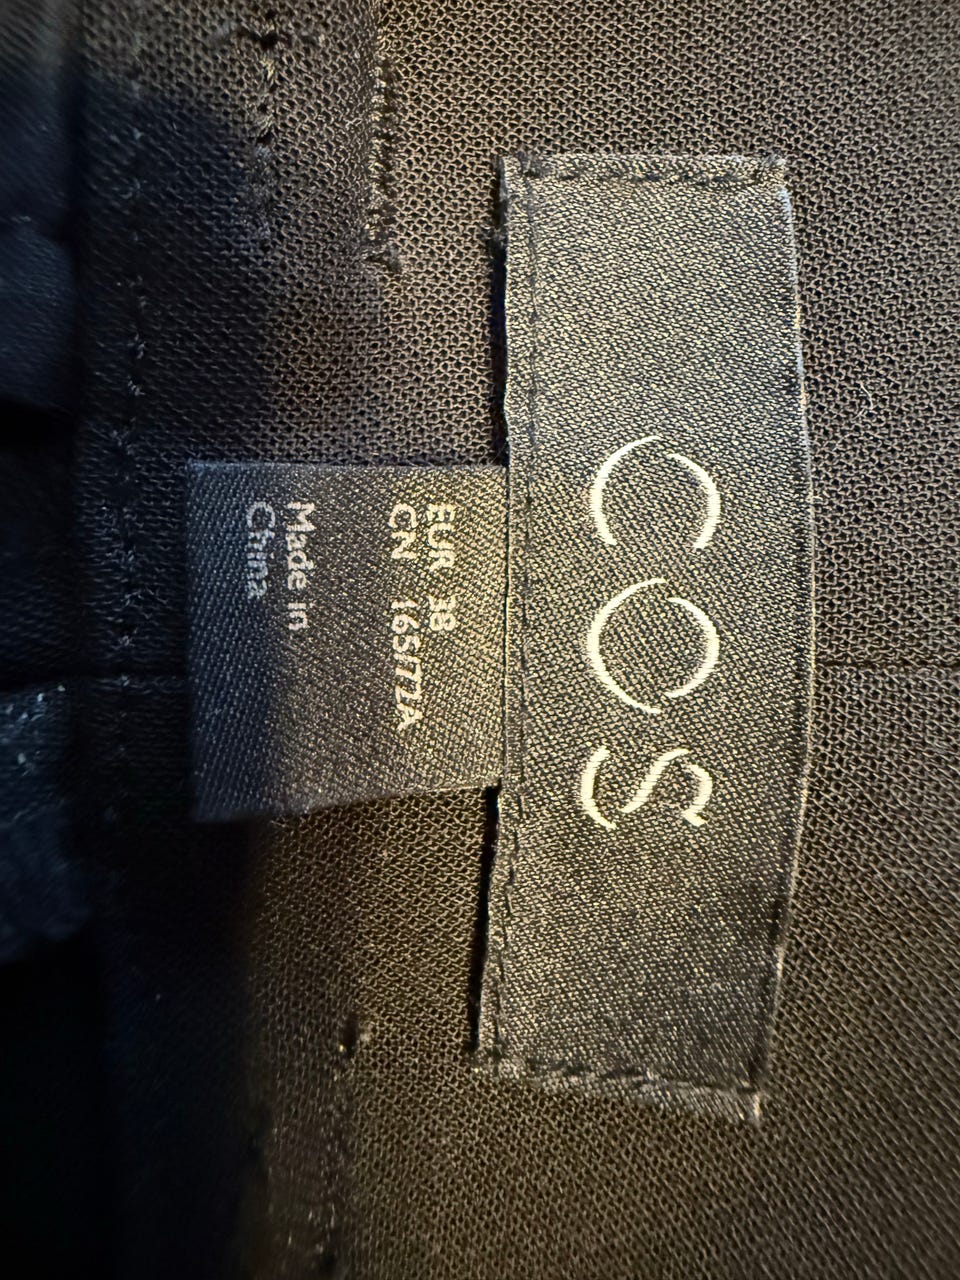 COS
EUR 38
CN 165/72A
Made in
China